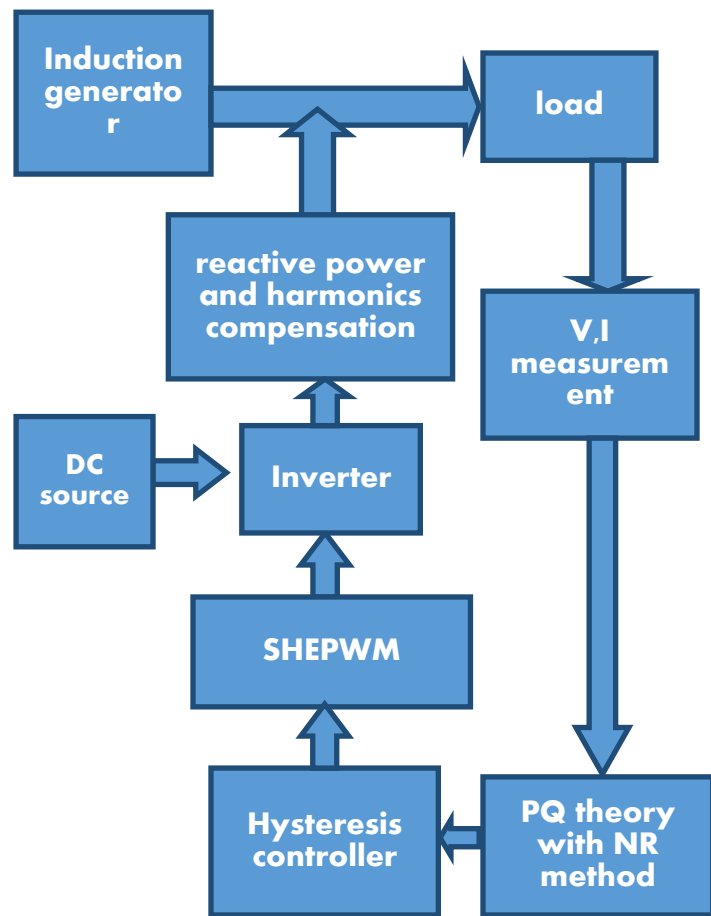 Induction
generato
r
load
reactive power
and harmonics
compensation
V,I
measurem
ent
DC
source
Inverter
SHEPWM
Hysteresis
controller
PQ theory
with NR
method